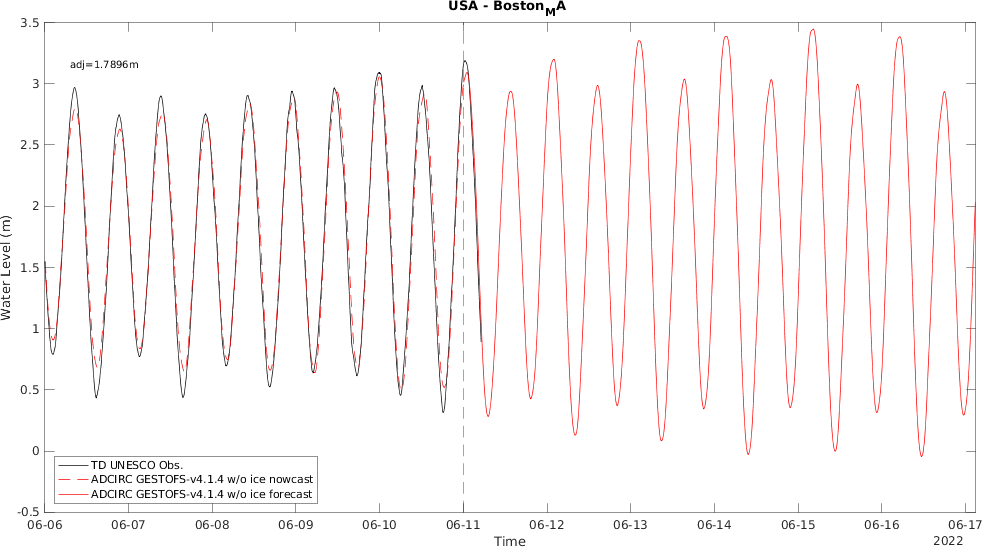 USA - Boston_MA
adj=1.7896m
3.5
3
2.5
2
1.5
1
0.5
0
-0.5
Water Level (m)
TD UNESCO Obs.
ADCIRC GESTOFS-v4.1.4 w/o ice nowcast
ADCIRC GESTOFS-v4.1.4 w/o ice forecast
06-06 06-07 06-08 06-09 06-10 06-11 06-12 06-13 06-14 06-15 06-16 06-17
Time
2022